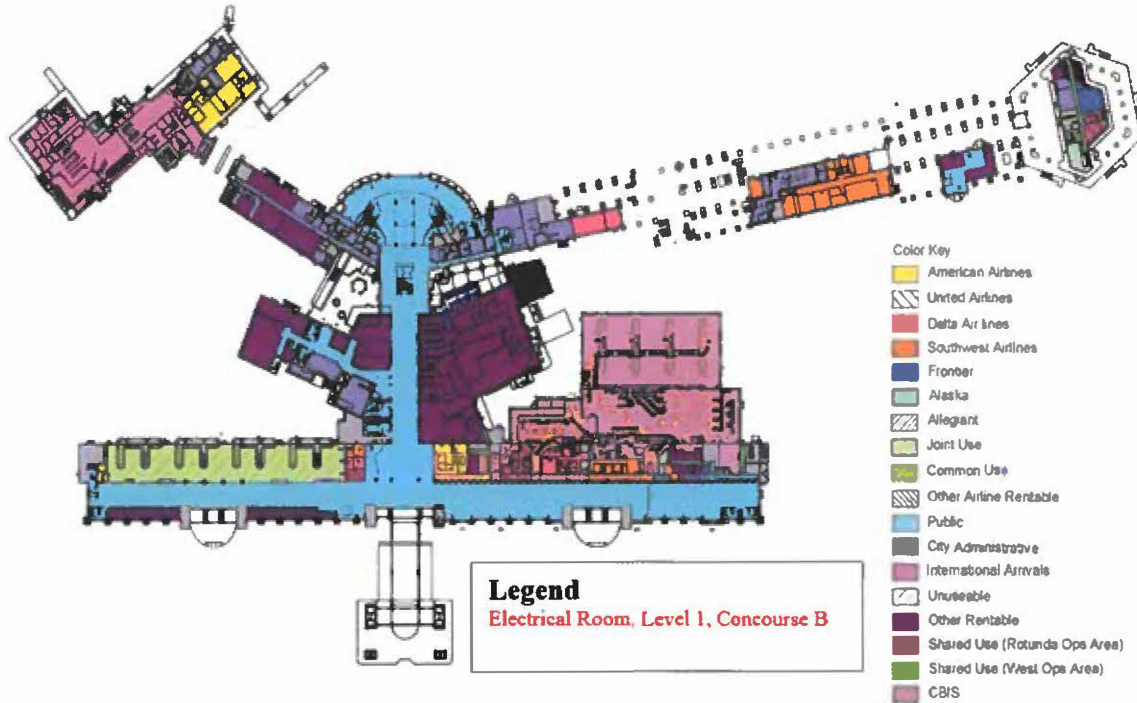 Color Key
American Airlines
United Airlines
Delta Air lines
Southwest Airlines
Frontier
Alaska
Allegiant
Joint Use
Common Use
Other Airline Rentable
Public
City Administrative
International Arrivals
Unuseable
Other Rentable
Shared Use (Rotunda Ops Area)
Shared Use (West Ops Area)
CBIS
Legend
Electrical Room, Level 1, Concourse B